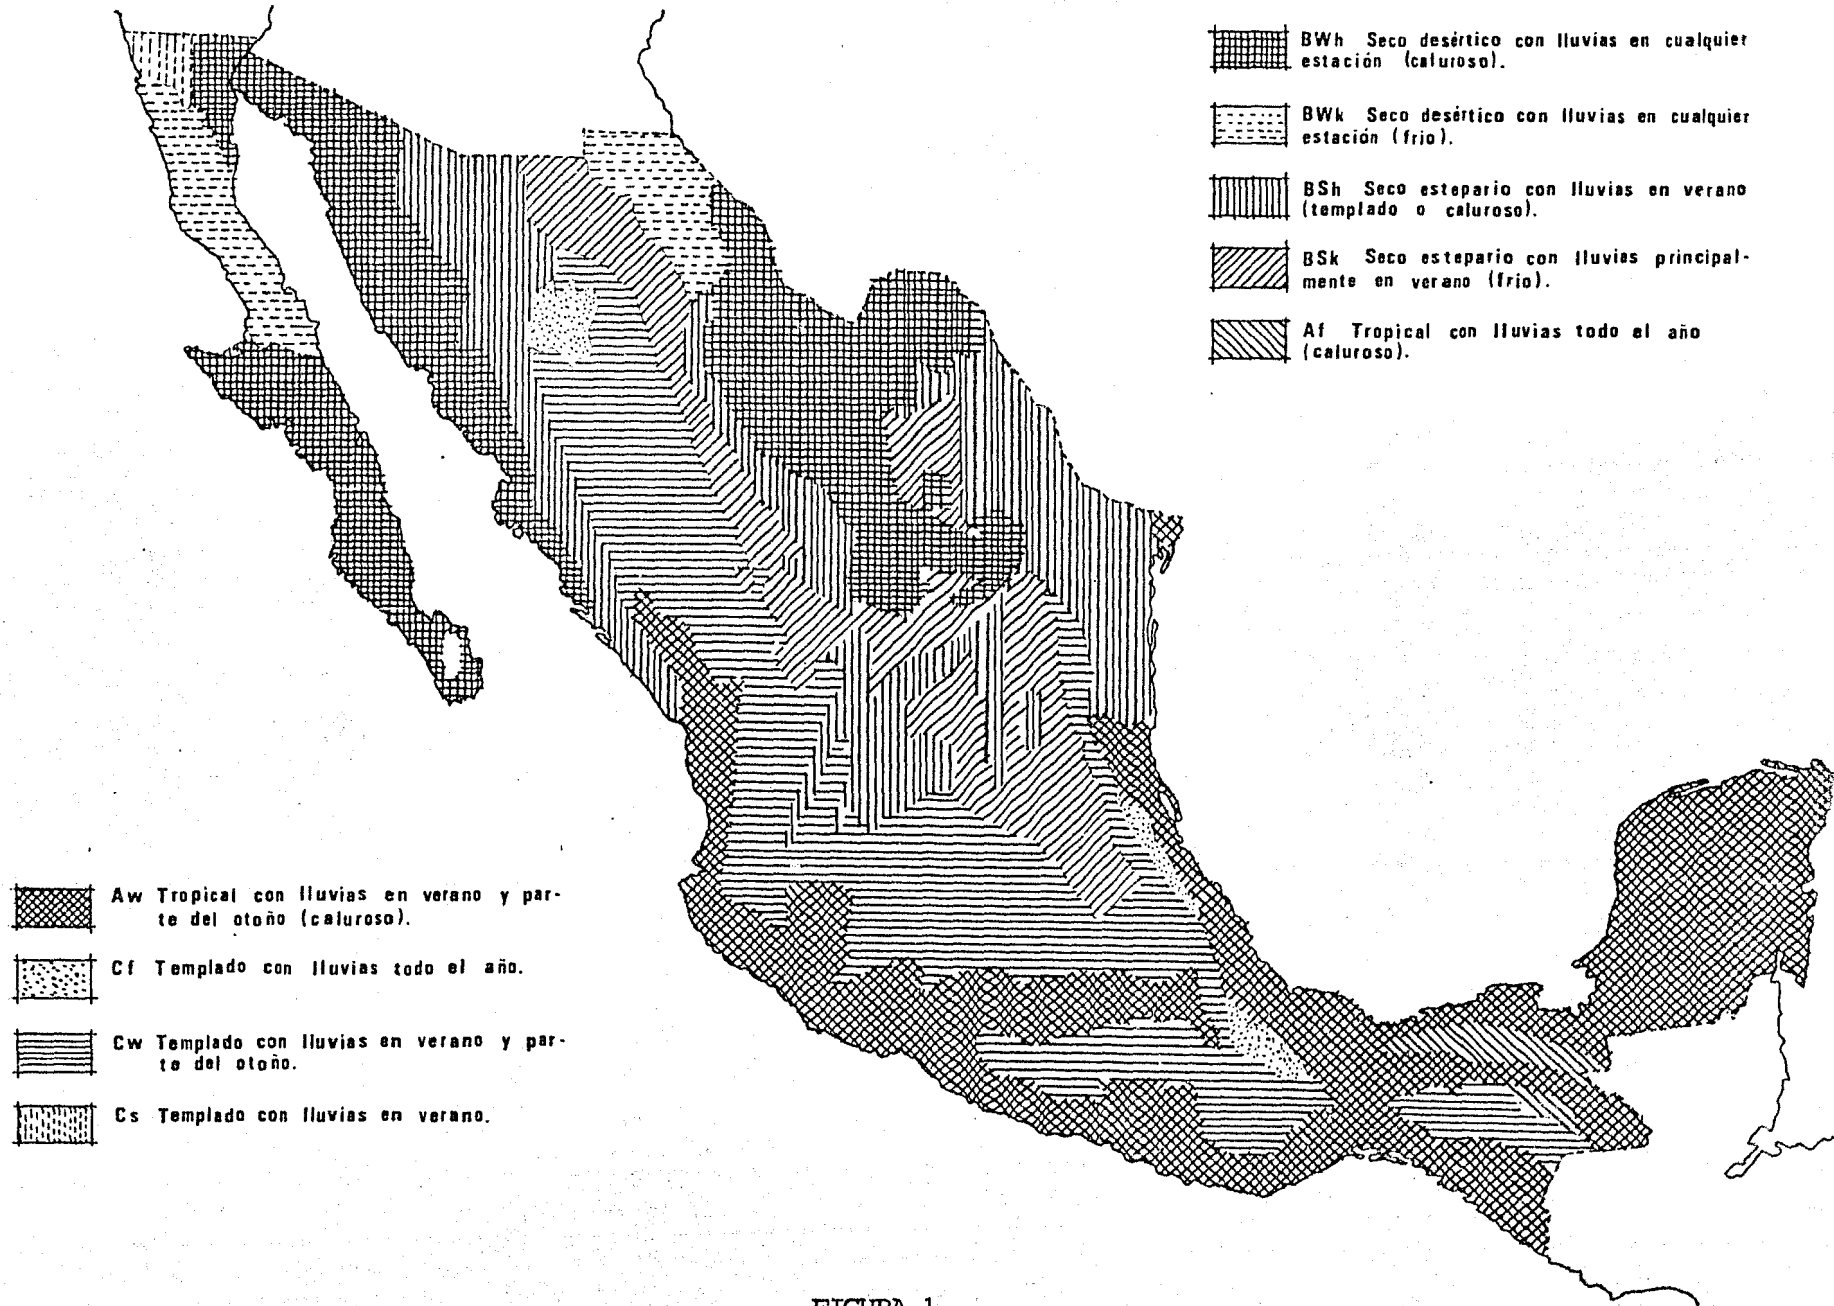 BWh Seco desértico con lluvias en cualquier
estación (caluroso).
BWk Seco desértico con lluvias en cualquier
estación (frio).
BSh Seco estepario con lluvias en verano
(templado o caluroso).
BSk Seco estepario con lluvias principal-
mente en verano (frio).
Af Tropical con lluvias todo el año
(caluroso).
Aw Tropical con lluvias en verano y par-
te del otoño (caluroso).
Cf Templado con lluvias todo el año.
Cw Templado con lluvias en verano y par-
te del otoño.
Cs Templado con lluvias en verano.
FIGURA 1